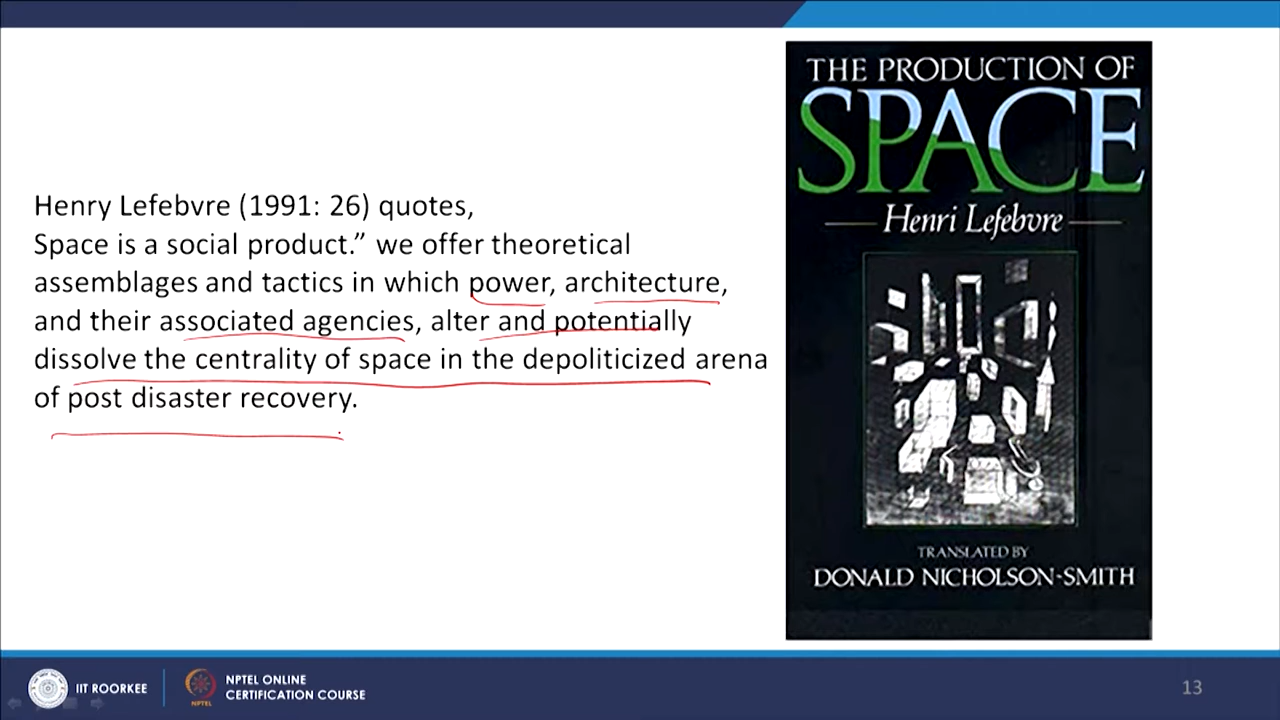 Henry Lefebvre (1991: 26) quotes,
Space is a social product.” we offer theoretical
assemblages and tactics in which power, architecture,
and their associated agencies, alter and potentially
dissolve the centrality of space in the depoliticized arena
of post disaster recovery.
THE PRODUCTION OF
SPACE
Henri Lefebvre
TRANSLATED BY
DONALD NICHOLSON-SMITH
IIT ROORKEE
NPTEL
NPTEL ONLINE
CERTIFICATION COURSE
13